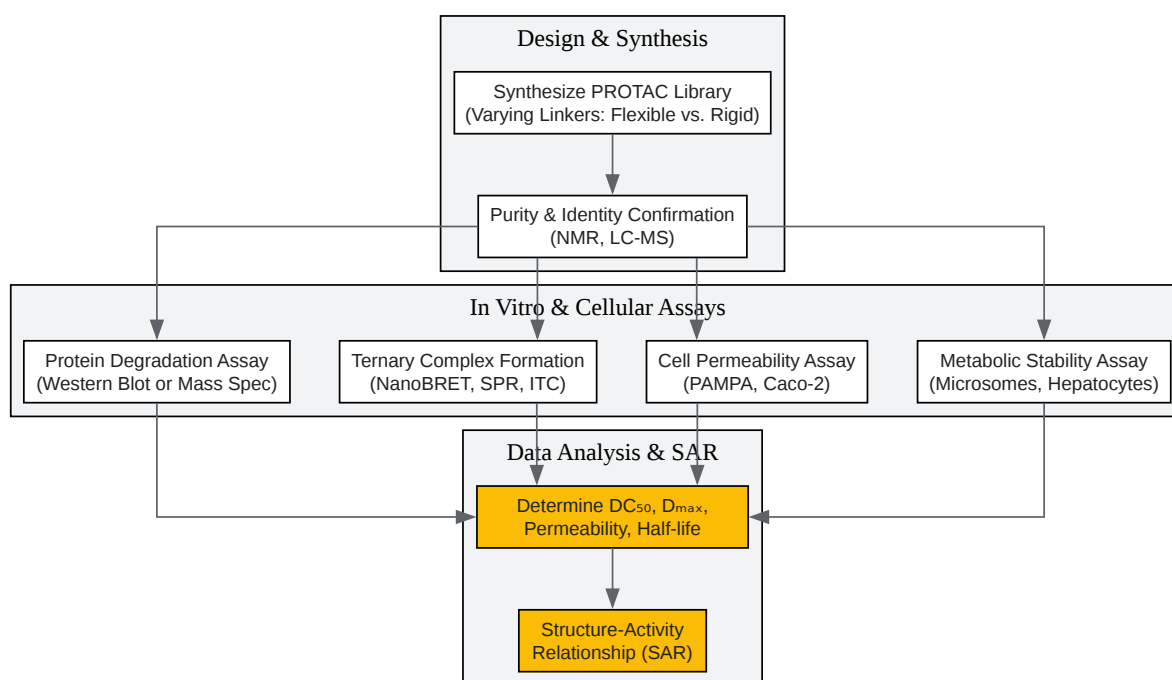 Design & Synthesis
Synthesize PROTAC Library
(Varying Linkers: Flexible vs. Rigid)
Purity & Identity Confirmation
(NMR, LC-MS)
In Vitro & Cellular Assays
Protein Degradation Assay
(Western Blot or Mass Spec)
Ternary Complex Formation
(NanoBRET, SPR, ITC)
Cell Permeability Assay
(PAMPA, Caco-2)
Metabolic Stability Assay
(Microsomes, Hepatocytes)
Data Analysis & SAR
Determine DC₅₀, Dₘₐₓ,
Permeability, Half-life
Structure-Activity
Relationship (SAR)